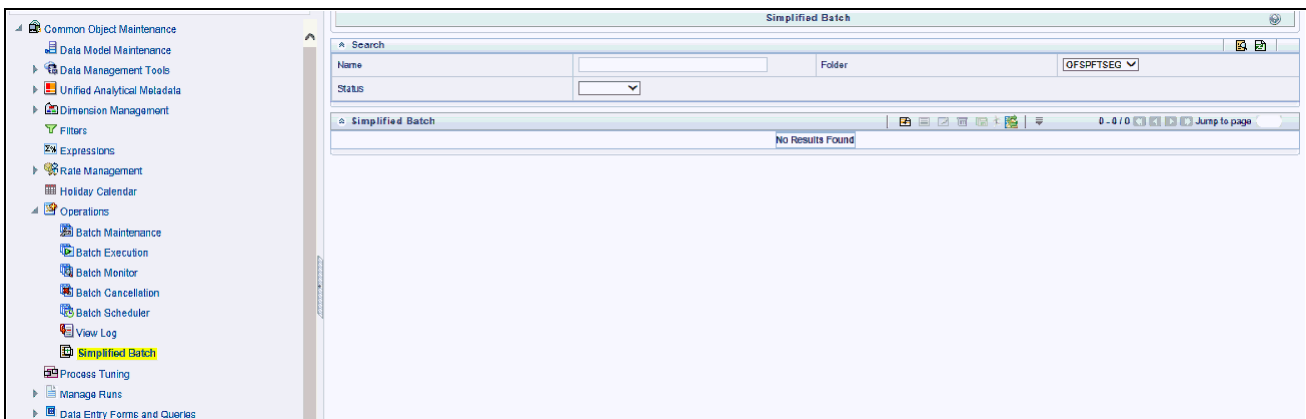 Common Object Maintenance
Data Model Maintenance
Data Management Tools
Unified Analytical Metadata
Dimension Management
Filters
Expressions
Rate Management
Holiday Calendar
Operations
Batch Maintenance
Batch Execution
Batch Monitor
Batch Cancellation
Batch Scheduler
View Log
Simplified Batch
Process Tuning
Manage Runs
Data Entry Forms and Queries
Simplified Batch
Search
Name Folder OFSPFTSEG
Status
Simplified Batch 0 - 0 / 0 Jump to page
No Results Found